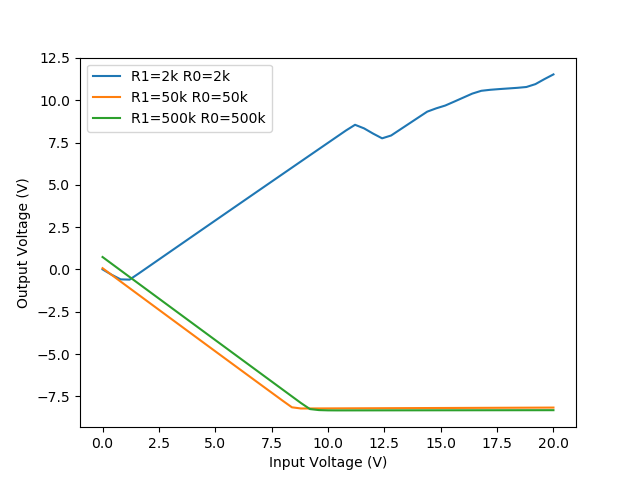 12.5
10.0
7.5
5.0
2.5
0.0
−2.5
−5.0
−7.5
Output Voltage (V)
R1=2k R0=2k
R1=50k R0=50k
R1=500k R0=500k
0.0 2.5 5.0 7.5 10.0 12.5 15.0 17.5 20.0
Input Voltage (V)